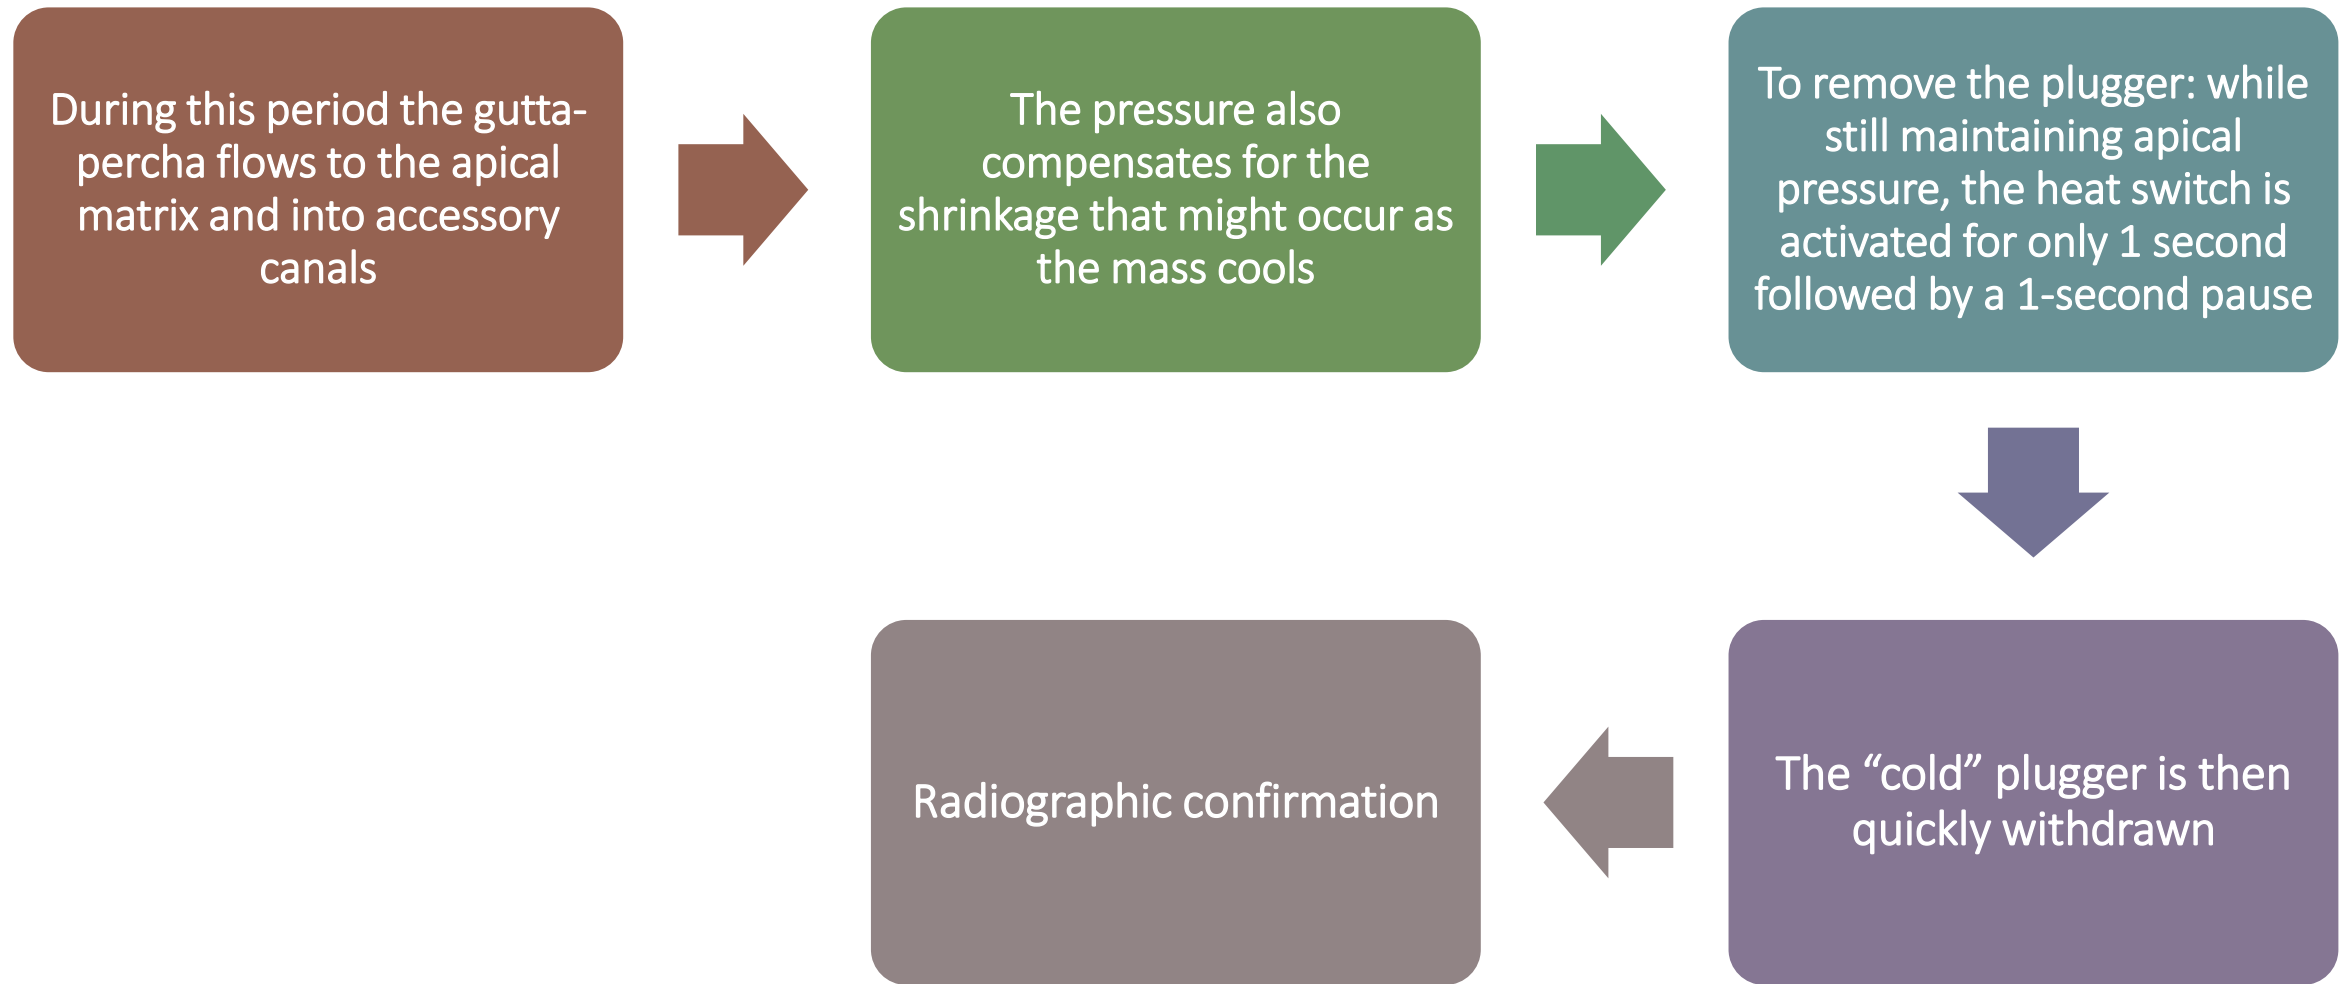 During this period the gutta-
percha flows to the apical
matrix and into accessory
canals
The pressure also
compensates for the
shrinkage that might occur as
the mass cools
To remove the plugger: while
still maintaining apical
pressure, the heat switch is
activated for only 1 second
followed by a 1-second pause
The “cold” plugger is then
quickly withdrawn
Radiographic confirmation